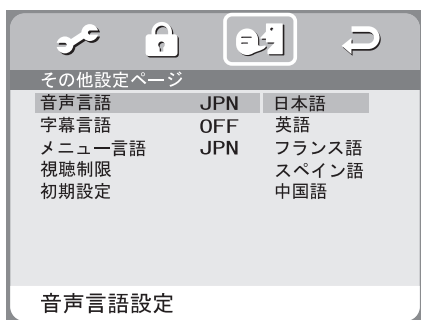 その他設定ページ
音声言語 JPN 日本語
字幕言語 OFF 英語
メニュー言語 JPN フランス語
視聴制限 スペイン語
初期設定 中国語
音声言語設定